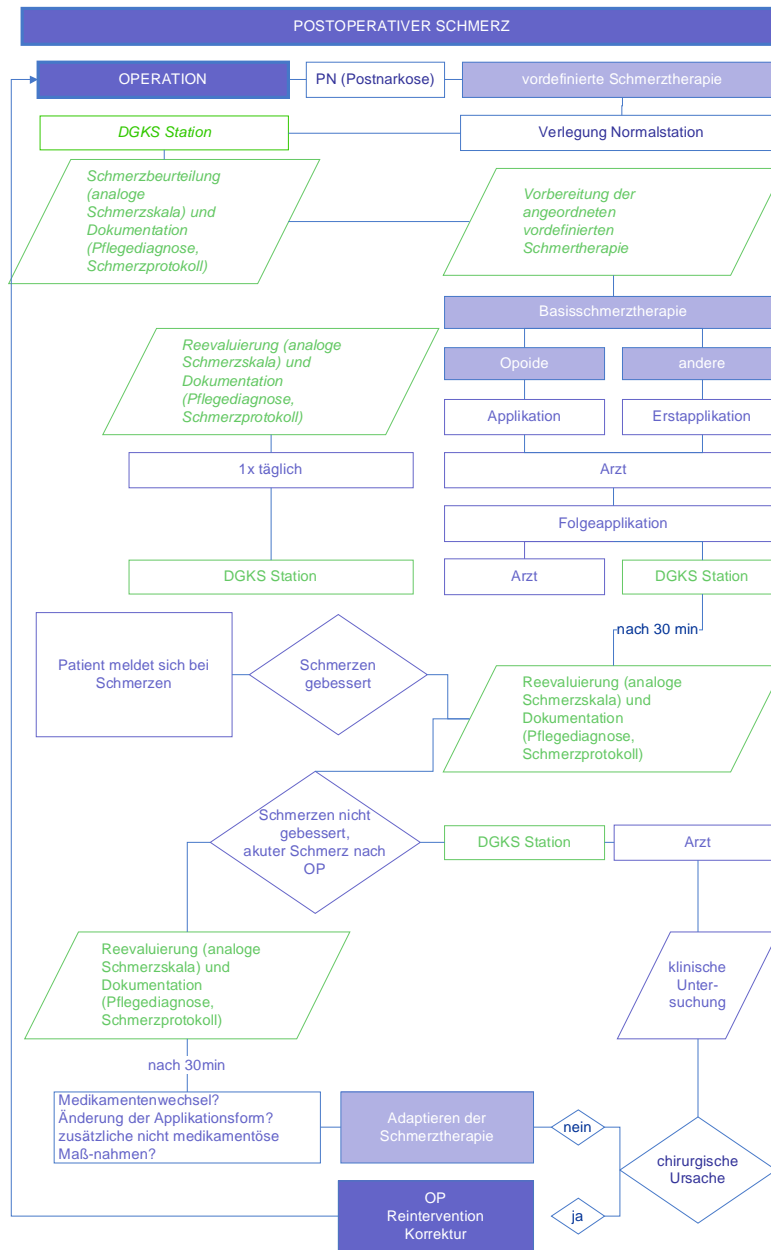 POSTOPERATIVER SCHMERZ
OPERATION
PN (Postnarkose)
vordefinierte Schmerztherapie
DGKS Station
Verlegung Normalstation
Schmerzbeurteilung
(analoge
Schmerzskala) und
Dokumentation
(Pflegediagnose,
Schmerzprotokoll)
Vorbereitung der
angeordneten
vordefinierten
Schmertherapie
Basisschmerztherapie
Reevaluierung (analoge
Schmerzskala) und
Dokumentation
(Pflegediagnose,
Schmerzprotokoll)
Opoide
andere
Applikation
Erstapplikation
1x täglich
Arzt
Folgeapplikation
DGKS Station
Arzt
DGKS Station
nach 30 min
Patient meldet sich bei
Schmerzen
Schmerzen
gebessert
Reevaluierung (analoge
Schmerzskala) und
Dokumentation
(Pflegediagnose,
Schmerzprotokoll)
Schmerzen nicht
gebessert,
akuter Schmerz nach
OP
DGKS Station
Arzt
Reevaluierung (analoge
Schmerzskala) und
Dokumentation
(Pflegediagnose,
Schmerzprotokoll)
klinische
Unter-
suchung
nach 30min
Medikamentenwechsel?
Änderung der Applikationsform?
zusätzliche nicht medikamentöse
Maß-nahmen?
Adaptieren der
Schmerztherapie
nein
chirurgische
Ursache
OP
Reintervention
Korrektur
ja